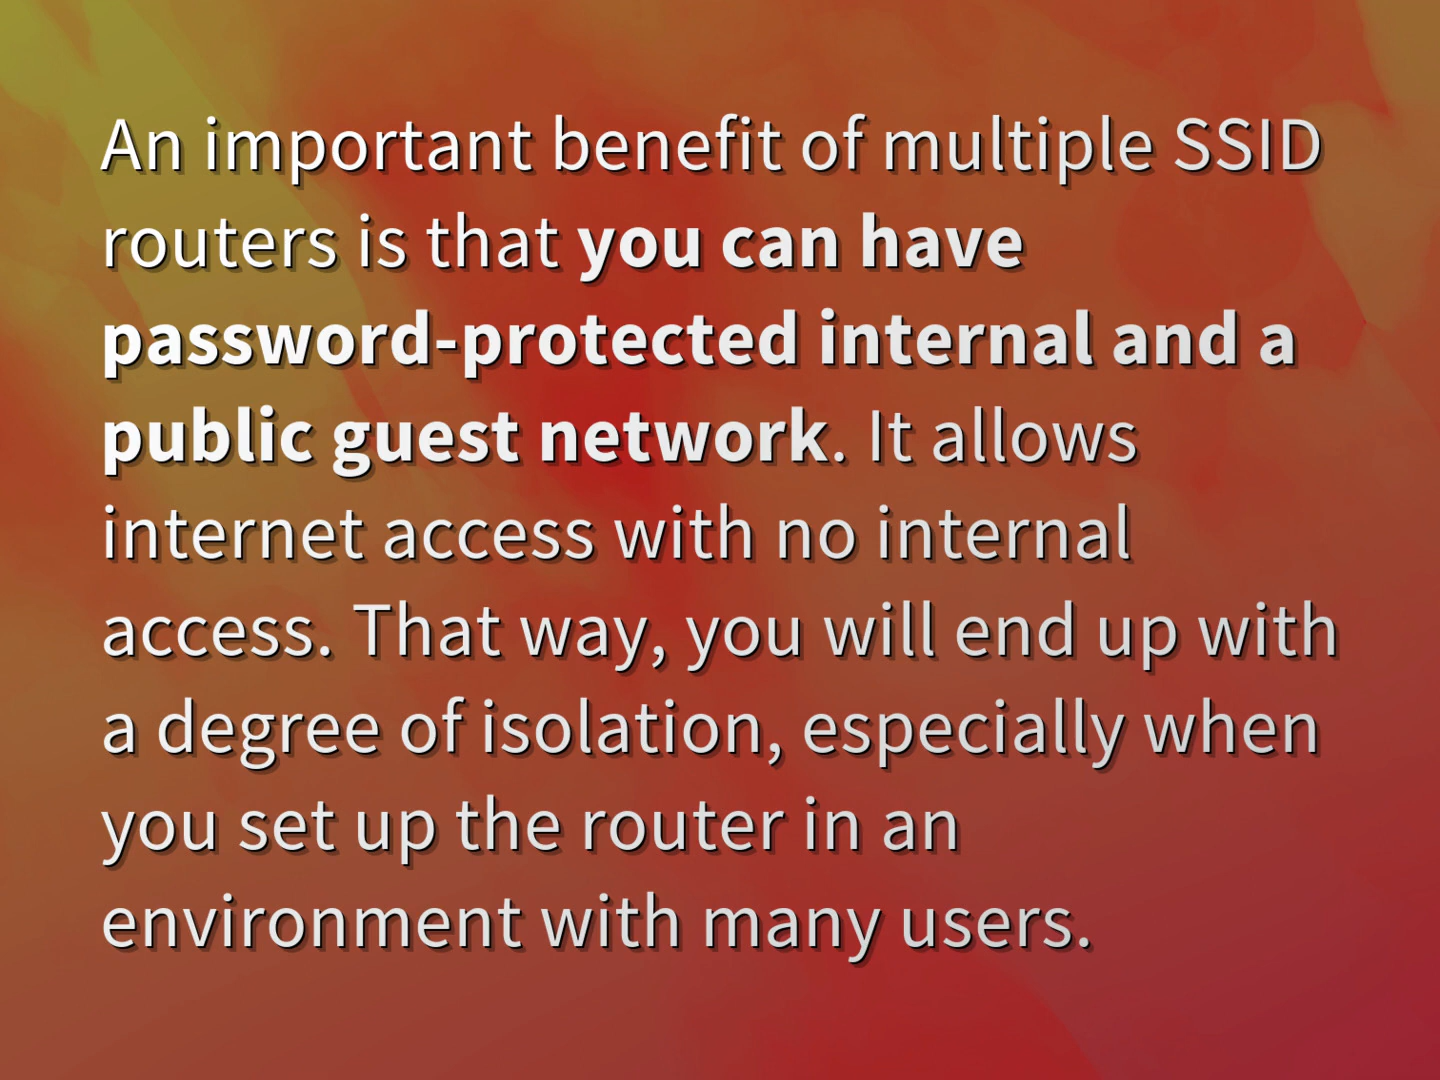 An important benefit of multiple SSID
routers is that you can have
password-protected internal and a
public guest network. It allows
internet access with no internal
access. That way, you will end up with
a degree of isolation, especially when
you set up the router in an
environment with many users.